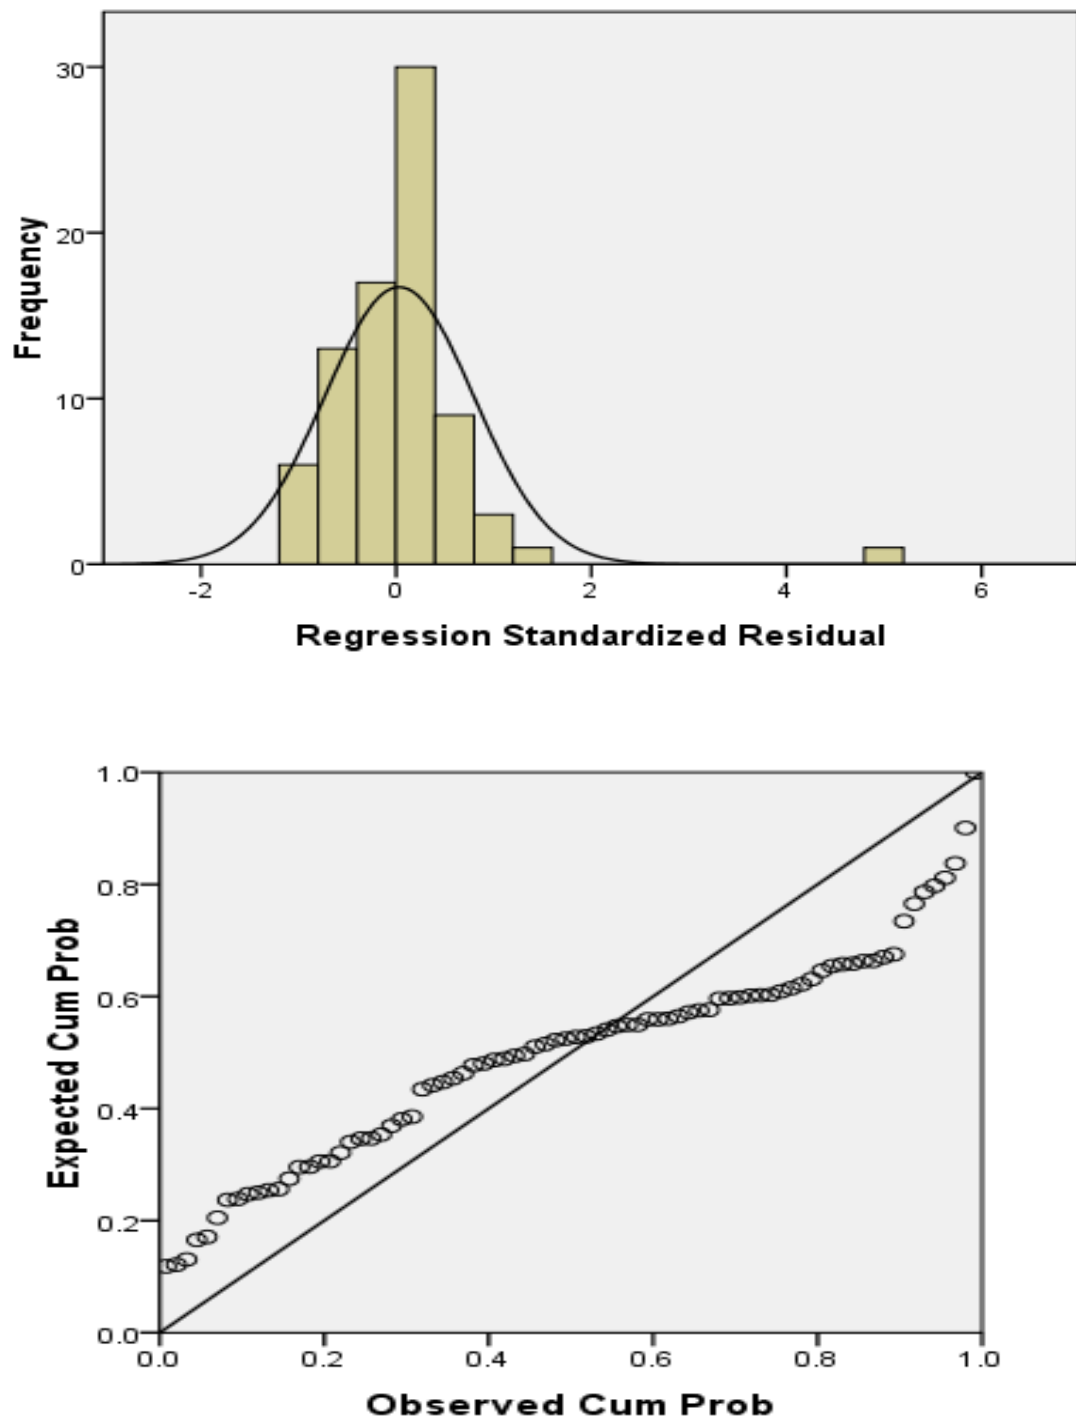 30
20
10
0
Frequency
-2 0 2 4 6
Regression Standardized Residual
1.0
0.8
0.6
0.4
0.2
0.0
Expected Cum Prob
0.0 0.2 0.4 0.6 0.8 1.0
Observed Cum Prob